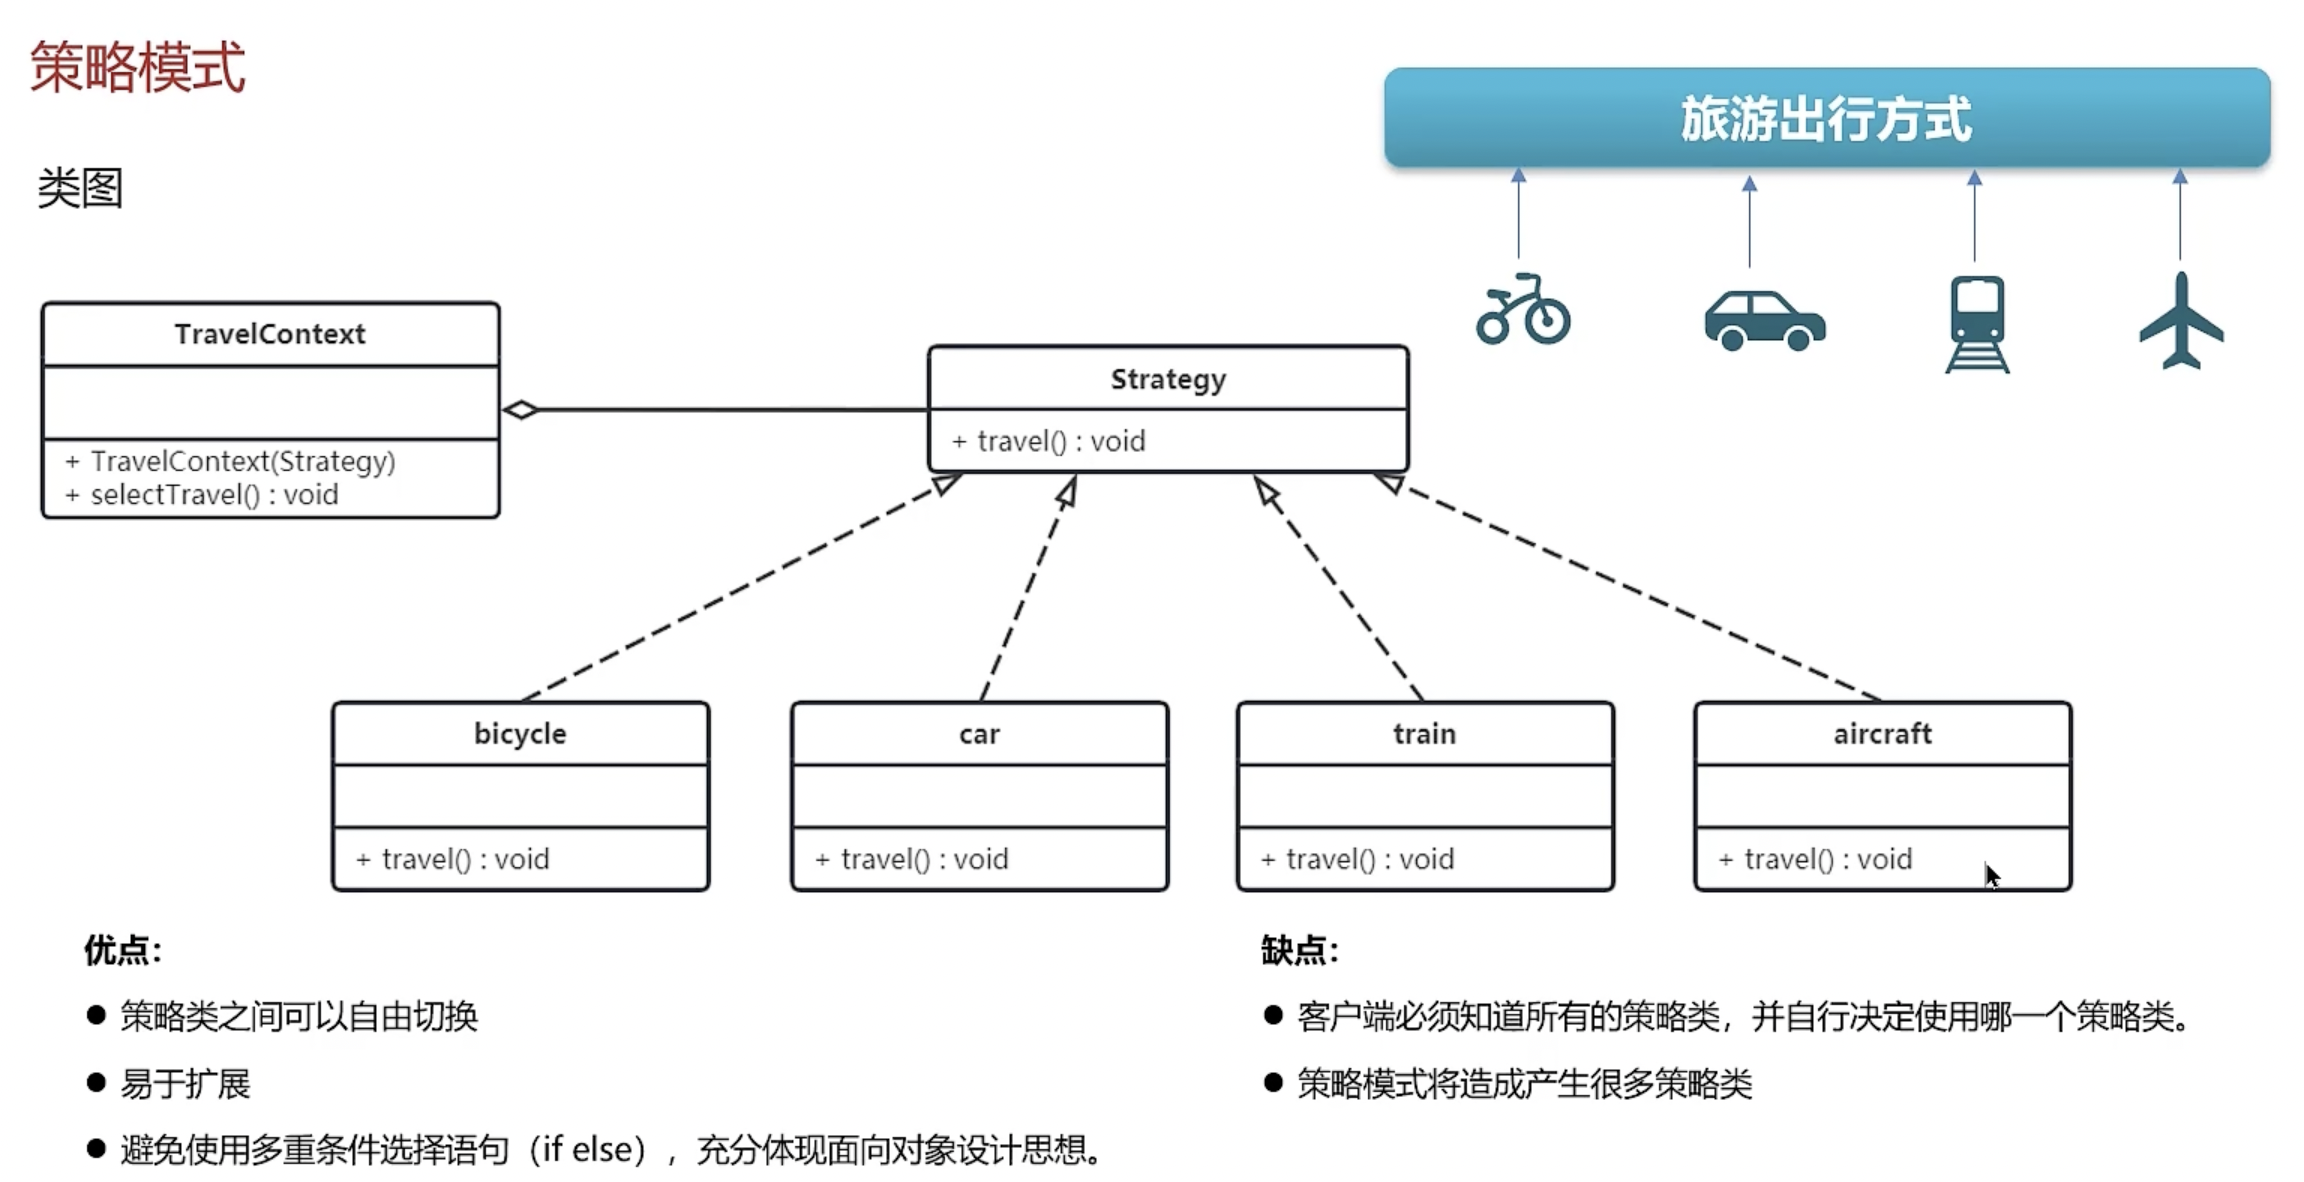 策略模式
旅游出行方式
类图
TravelContext
+ TravelContext(Strategy)
+ selectTravel() : void
Strategy
+ travel() : void
bicycle
+ travel() : void
car
+ travel() : void
train
+ travel() : void
aircraft
+ travel() : void
优点：
● 策略类之间可以自由切换
● 易于扩展
● 避免使用多重条件选择语句（if else），充分体现面向对象设计思想。
缺点：
● 客户端必须知道所有的策略类，并自行决定使用哪一个策略类。
● 策略模式将造成产生很多策略类